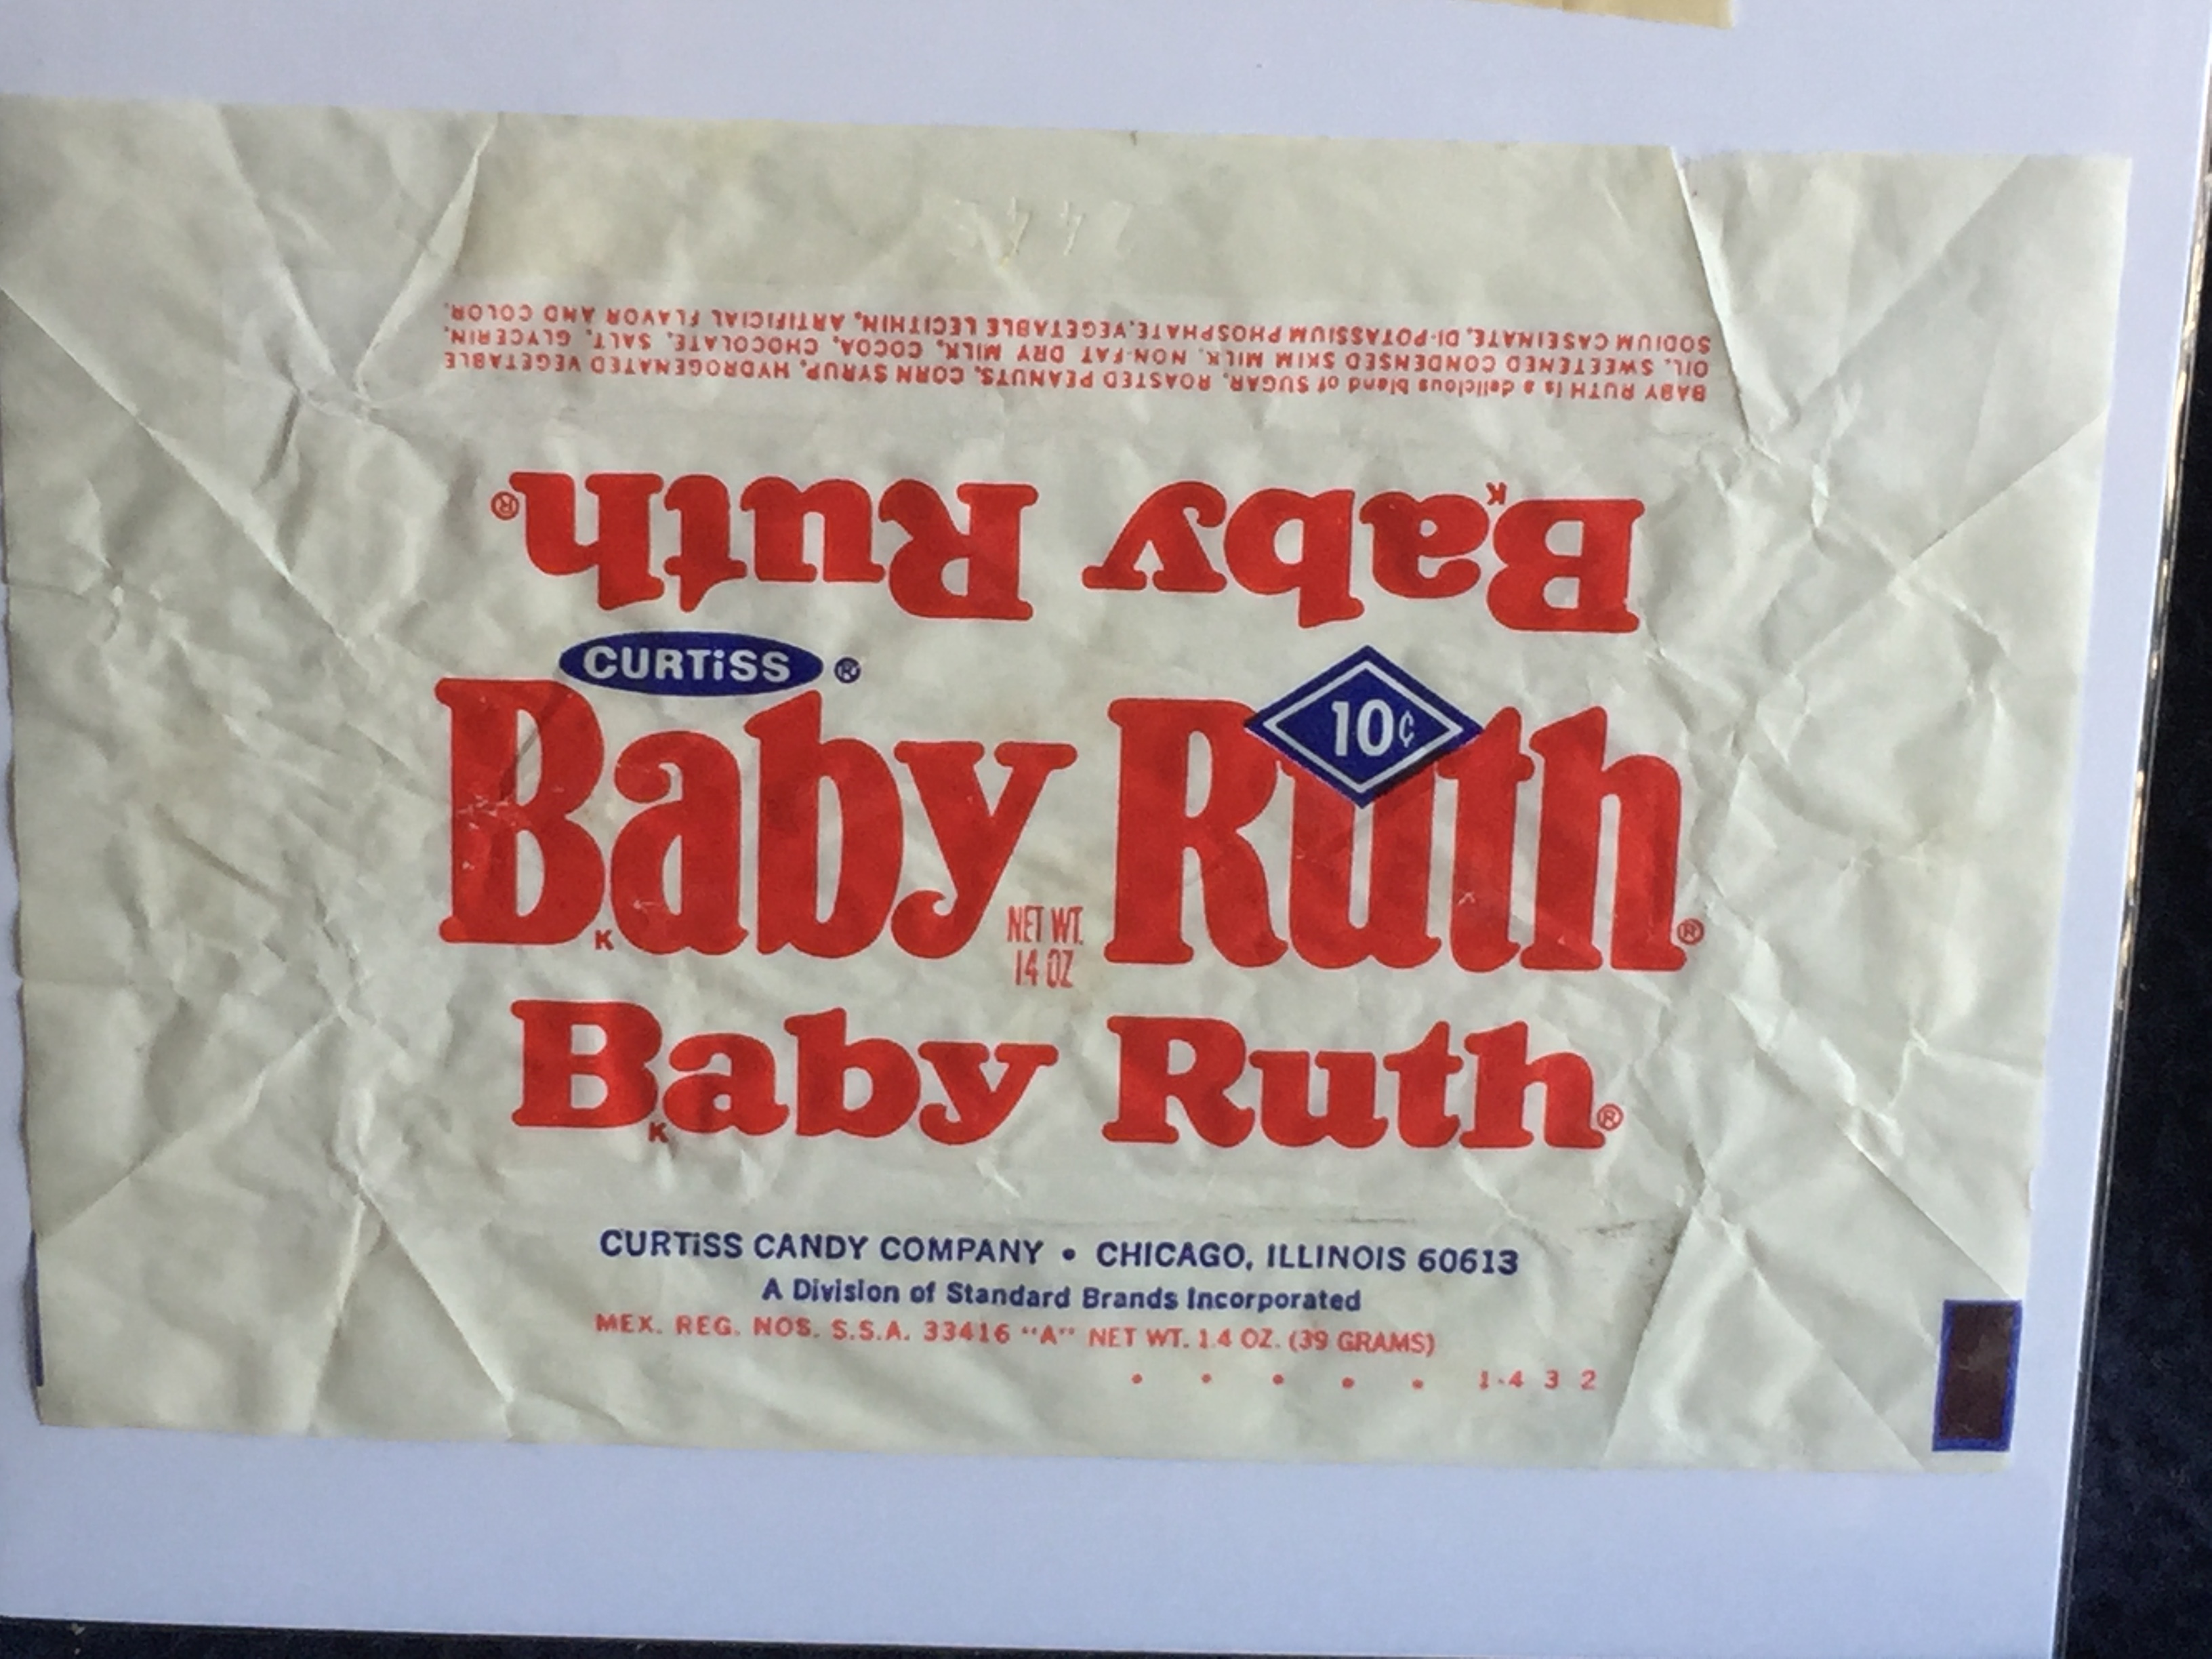 BABY RUTH is a delicious blend of SUGAR, ROASTED PEANUTS, CORN SYRUP, HYDROGENATED VEGETABLE
OIL, SWEETENED CONDENSED SKIM MILK, NON-FAT DRY MILK, COCOA, CHOCOLATE, SALT, GLYCERIN,
SODIUM CASEINATE, DI-POTASSIUM PHOSPHATE, VEGETABLE LECITHIN, ARTIFICIAL FLAVOR AND COLOR.
Baby Ruth®
K
CURTiSS ®
10¢
Baby Ruth®
K
NET WT.
1.4 OZ
Baby Ruth®
K
CURTiSS CANDY COMPANY • CHICAGO, ILLINOIS 60613
A Division of Standard Brands Incorporated
MEX. REG. NOS. S.S.A. 33416 "A" NET WT. 1.4 OZ. (39 GRAMS)
. . . . . 1-4 3 2